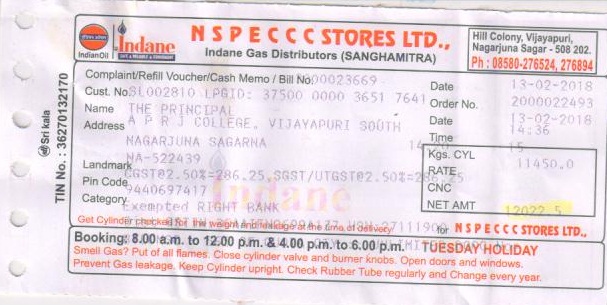 IndianOil
Indane
SAFE & RELIABLE & CONVENIENT
N S P E C C C STORES LTD.,
Indane Gas Distributors (SANGHAMITRA)
Hill Colony, Vijayapuri,
Nagarjuna Sagar - 508 202.
Ph : 08580-276524, 276894
@ Sri kala
TIN No. : 36270132170
Complaint/Refill Voucher/Cash Memo / Bill No 00023669
Date 13-02-2018
Cust. No. SL002810 LPGID: 37500 0000 3651 7641
Order No. 2000022493
Name THE PRINCIPAL
Date 13-02-2018
Address A P R J COLLEGE, VIJAYAPURI SOUTH
Time 14:36
NAGARJUNA SAGARNA
14.20 15
Landmark NA-522439
Kgs. CYL 11450.0
CGST@2.50%=286.25,SGST/UTGST@2.50%=286.25
RATE
Pin Code 9440697417
CNC
Category Exempted RIGHT BANK
NET AMT 12022.5
Get Cylinder checked for the weight and leakage at the time of delivery
for N S P E C C C STORES LTD.,
Booking: 8.00 a.m. to 12.00 p.m. & 4.00 p.m. to 6.00 p.m. TUESDAY HOLIDAY
Smell Gas? Put of all flames. Close cylinder valve and burner knobs. Open doors and windows.
Prevent Gas leakage. Keep Cylinder upright. Check Rubber Tube regularly and Change every year.